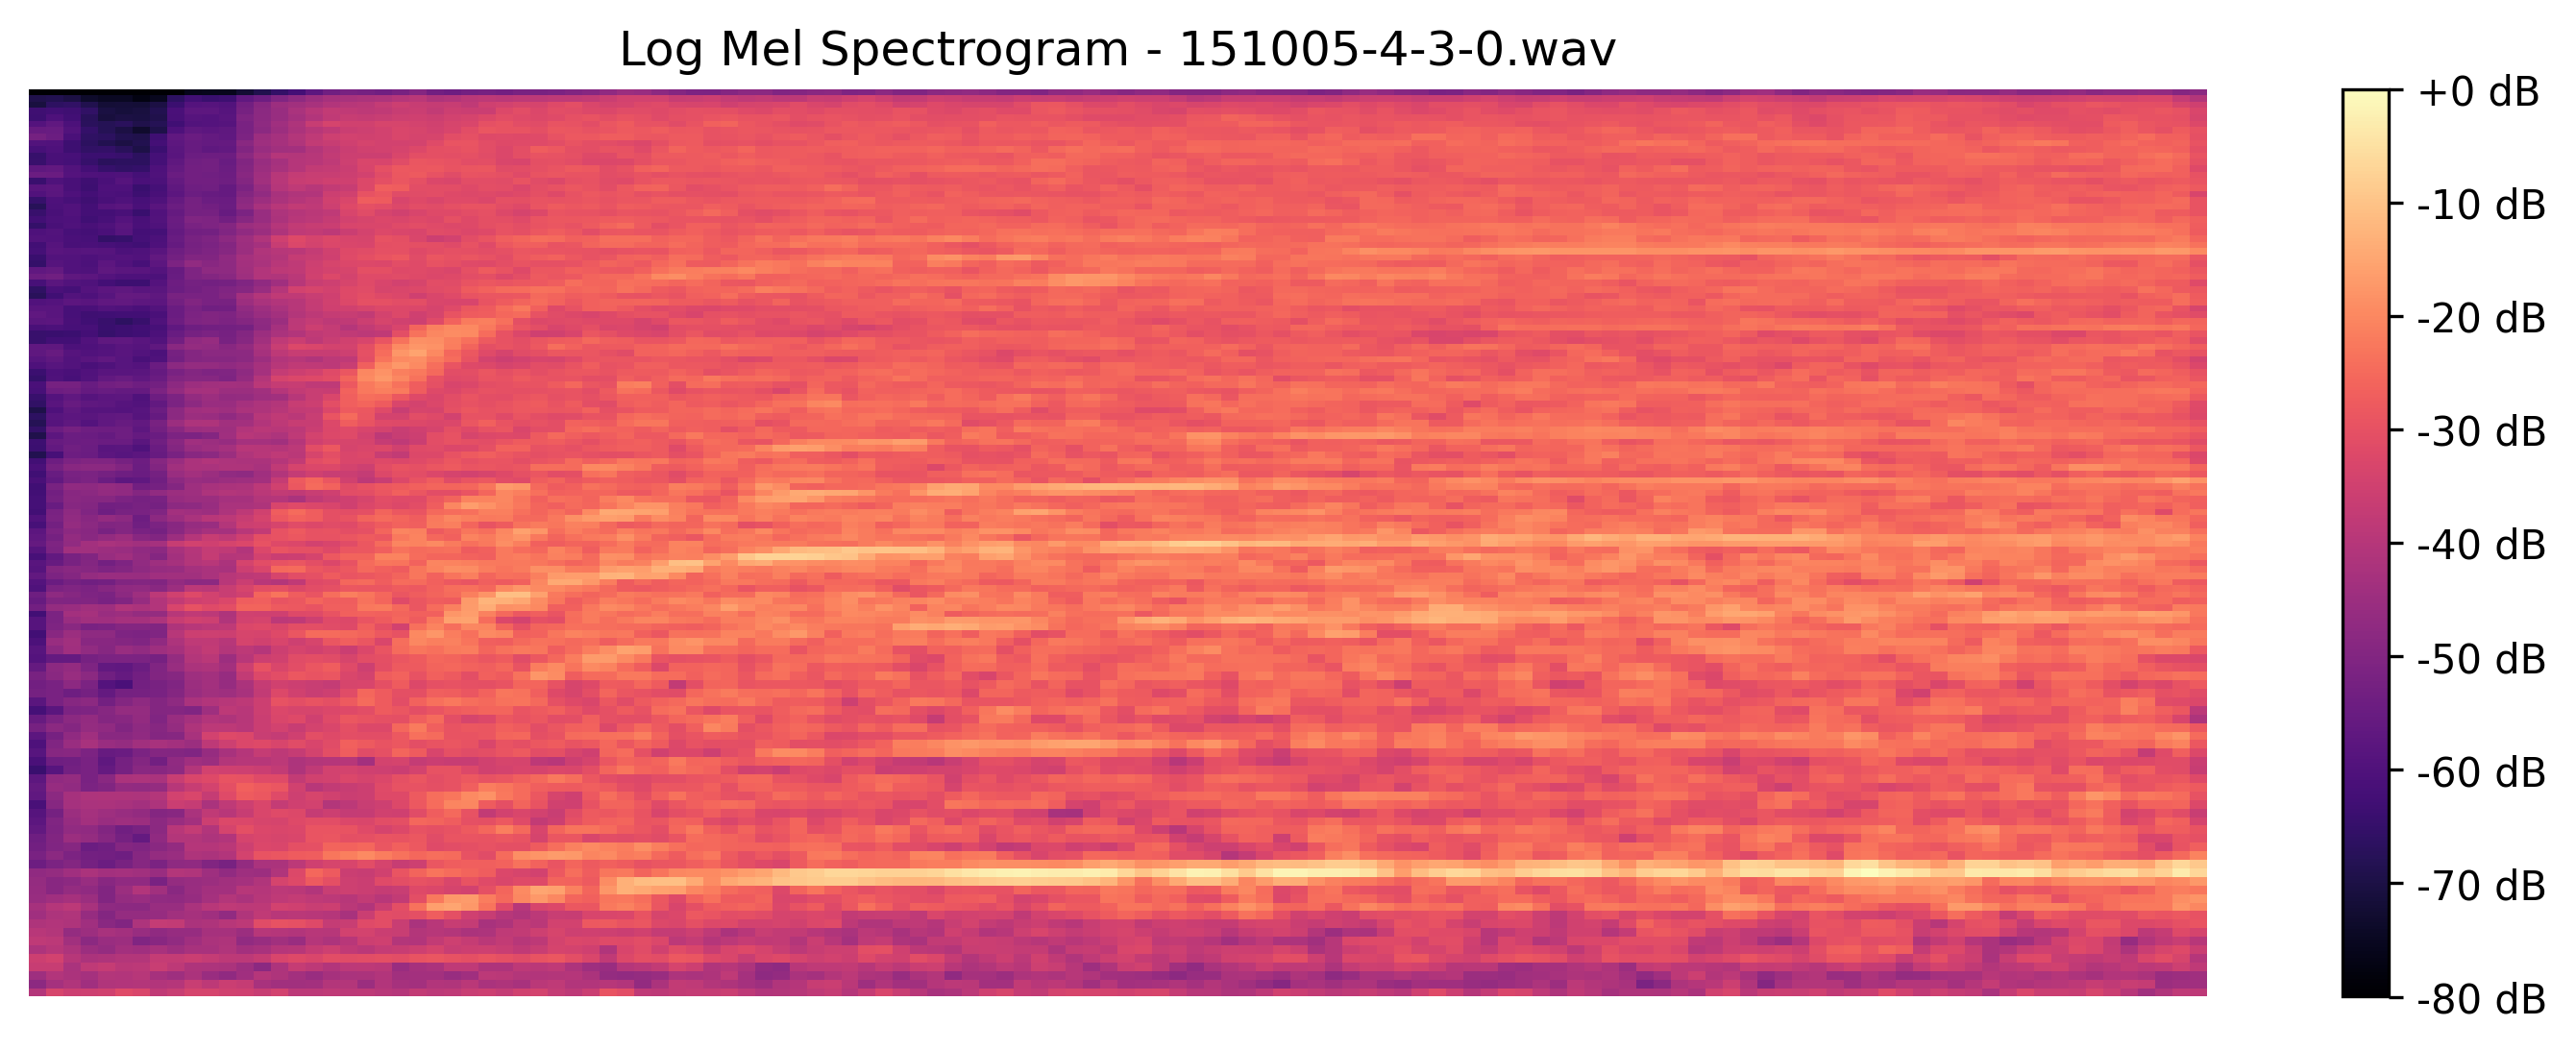 Log Mel Spectrogram - 151005-4-3-0.wav
+0 dB
-10 dB
-20 dB
-30 dB
-40 dB
-50 dB
-60 dB
-70 dB
-80 dB